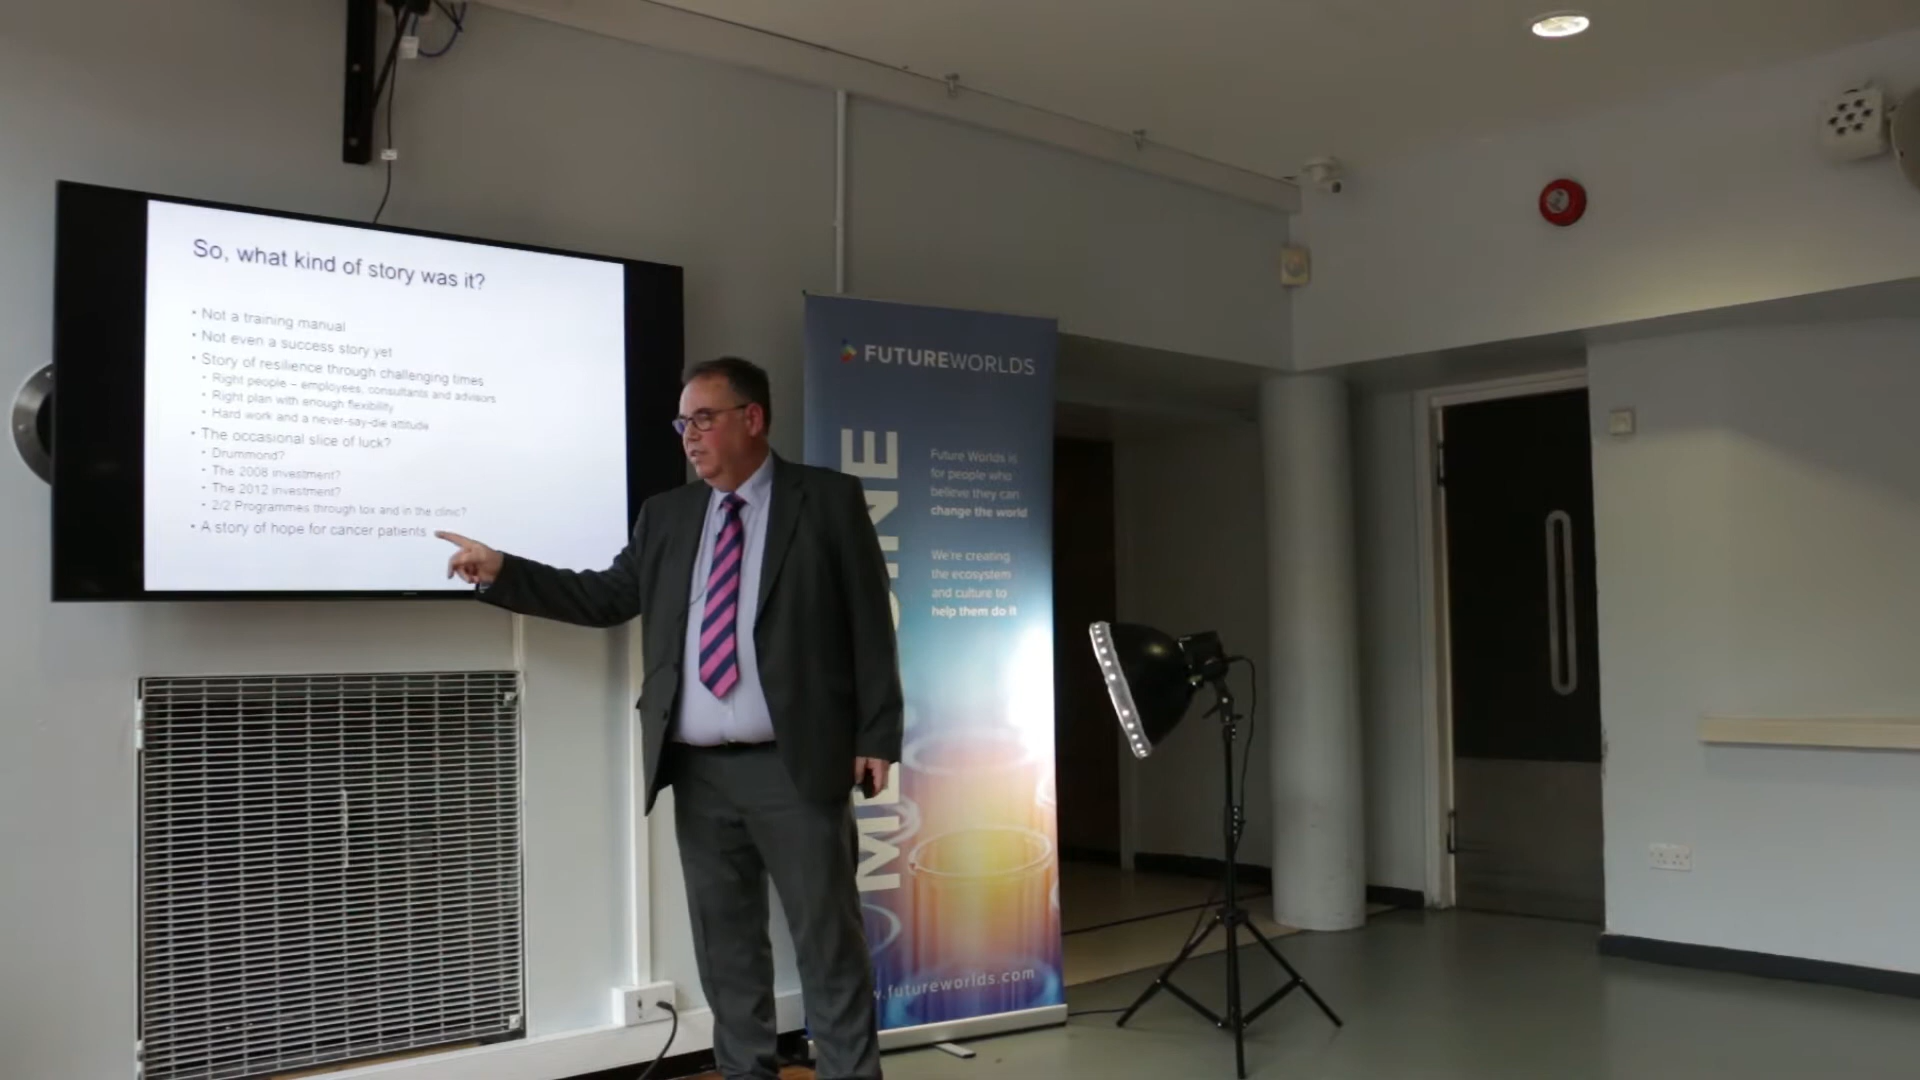 So, what kind of story was it?
• Not a training manual
• Not even a success story yet
• Story of resilience through challenging times
• Right people – employees, consultants and advisors
• Right plan with enough flexibility
• Hard work and a never-say-die attitude
• The occasional slice of luck?
• Drummond?
• The 2008 investment?
• The 2012 investment?
• 2/2 Programmes through tox and in the clinic?
• A story of hope for cancer patients
FUTUREWORLDS
Future Worlds is
for people who
believe they can
change the world
We're creating
the ecosystem
and culture to
help them do it
.futureworlds.com